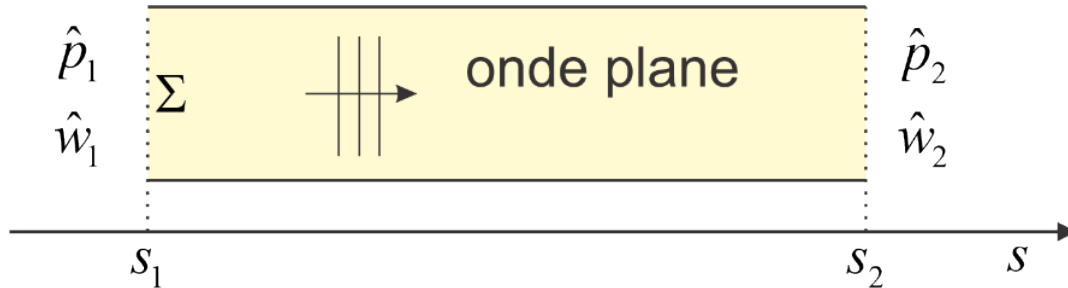 p̂₁
ŵ₁
Σ
onde plane
p̂₂
ŵ₂
s₁
s₂
s